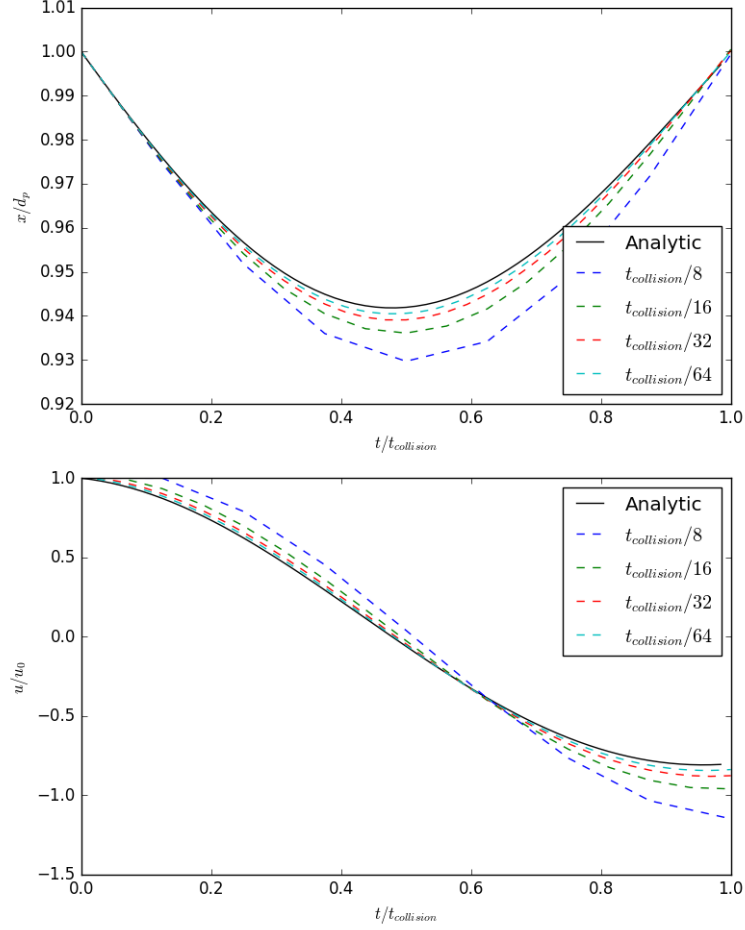 1.01
1.00
0.99
0.98
0.97
0.96
0.95
0.94
0.93
0.92
x/d_p
Analytic
t_collision/8
t_collision/16
t_collision/32
t_collision/64
0.0 0.2 0.4 0.6 0.8 1.0
t/t_collision
1.0
0.5
0.0
−0.5
−1.0
−1.5
u/u_0
Analytic
t_collision/8
t_collision/16
t_collision/32
t_collision/64
0.0 0.2 0.4 0.6 0.8 1.0
t/t_collision